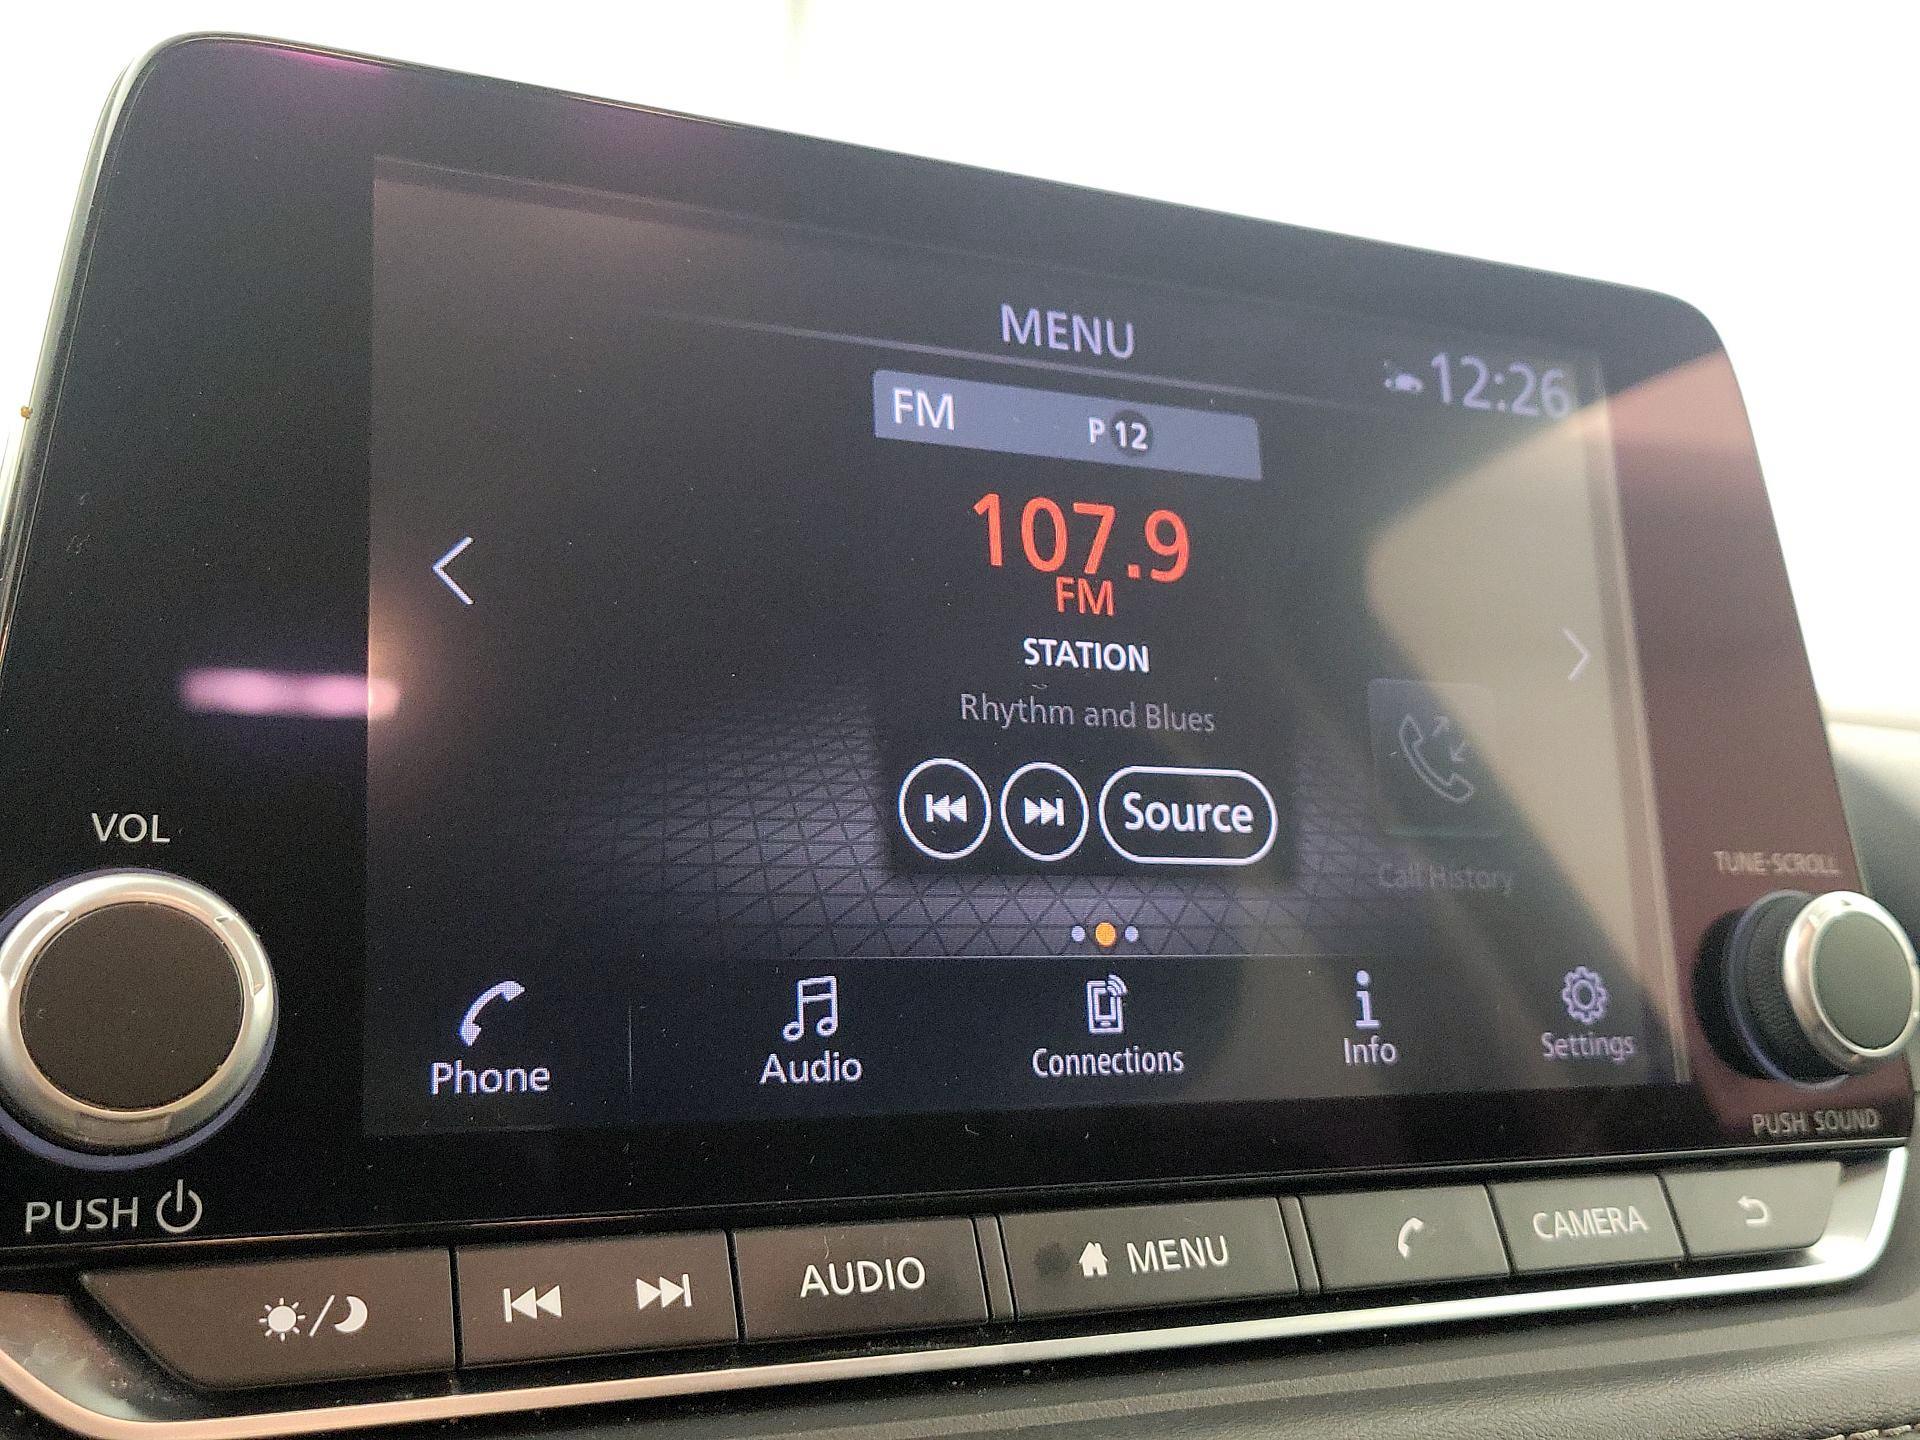 MENU
12:26
FM P 12
107.9
FM
STATION
Rhythm and Blues
Source
Call History
VOL
TUNE·SCROLL
Phone
Audio
Connections
Info
Settings
PUSH
PUSH SOUND
AUDIO
MENU
CAMERA